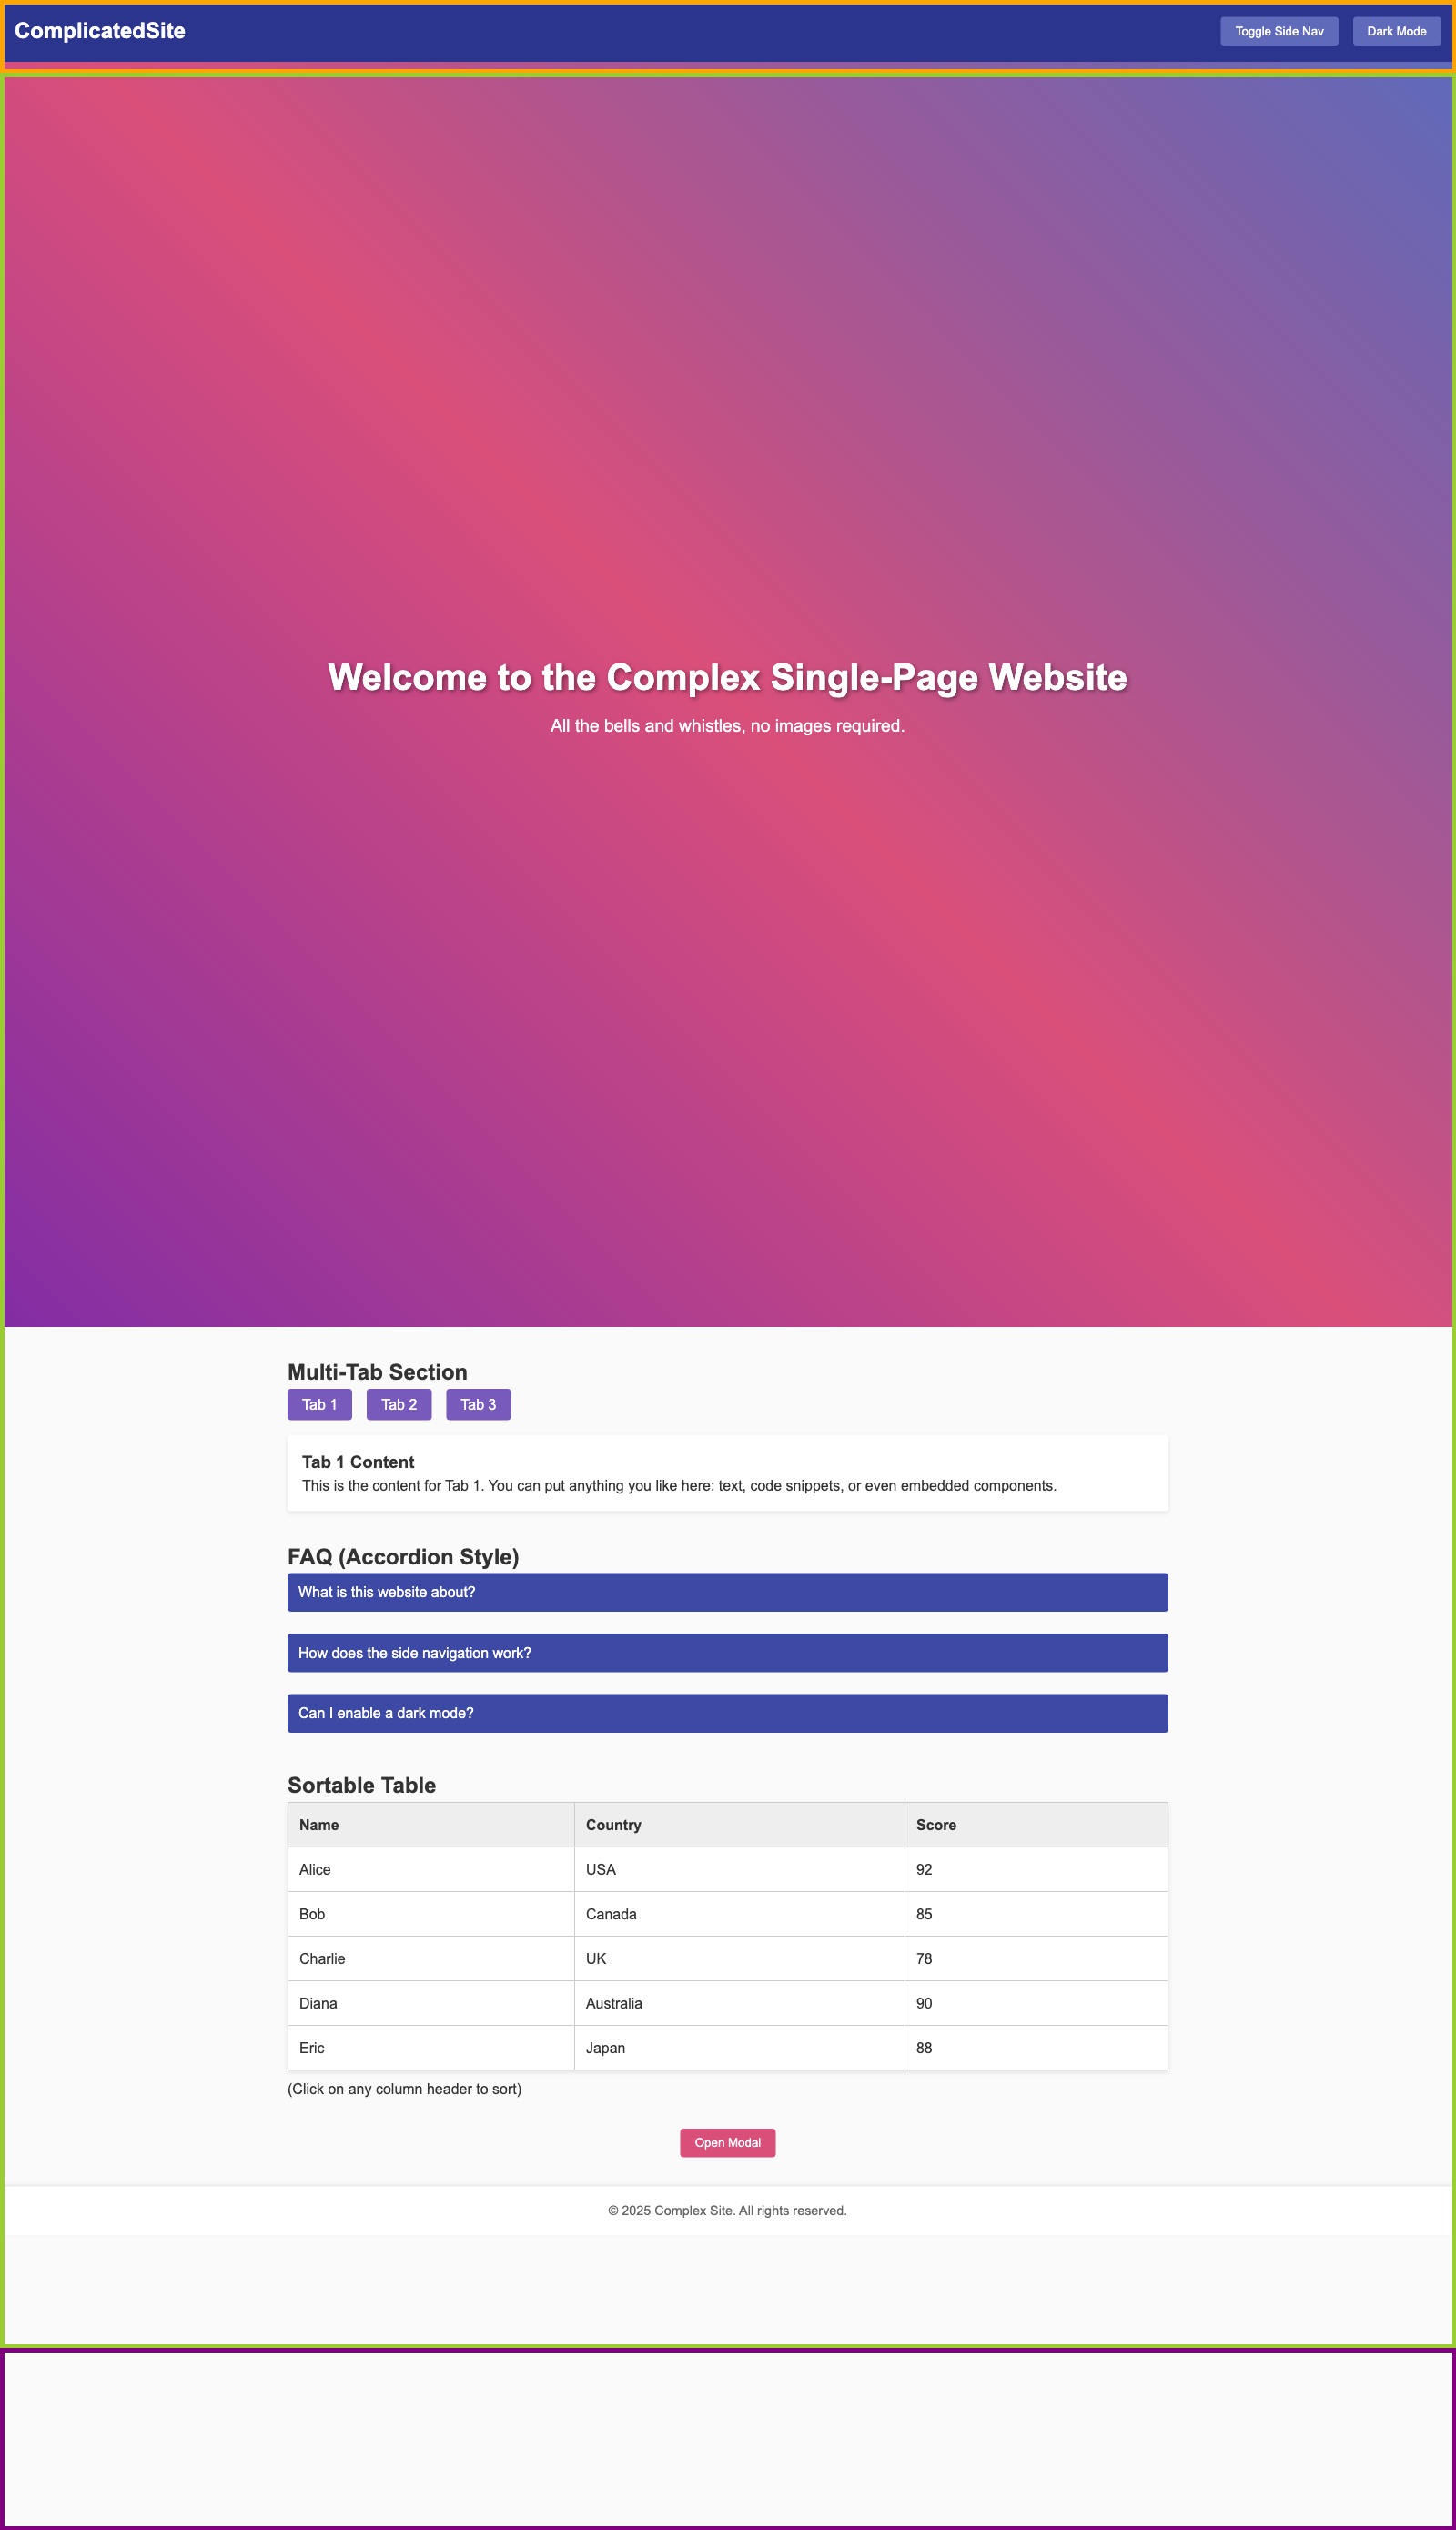 ComplicatedSite
Toggle Side Nav
Dark Mode
Welcome to the Complex Single-Page Website
All the bells and whistles, no images required.
Multi-Tab Section
Tab 1 Tab 2 Tab 3
Tab 1 Content
This is the content for Tab 1. You can put anything you like here: text, code snippets, or even embedded components.
FAQ (Accordion Style)
What is this website about?
How does the side navigation work?
Can I enable a dark mode?
Sortable Table
Name Country Score
Alice USA 92
Bob Canada 85
Charlie UK 78
Diana Australia 90
Eric Japan 88
(Click on any column header to sort)
Open Modal
© 2025 Complex Site. All rights reserved.